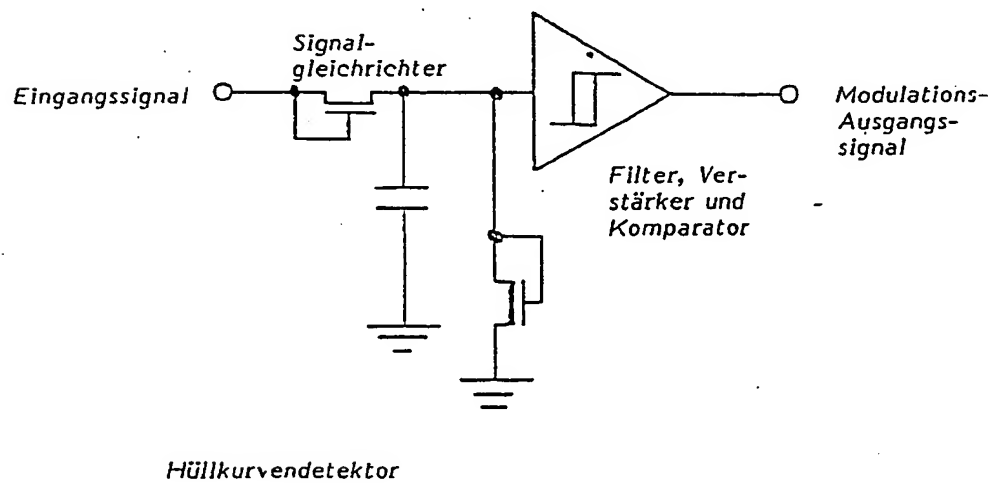 Signal-
gleichrichter
Eingangssignal
Modulations-
Ausgangs-
signal
Filter, Ver-
stärker und
Komparator
Hüllkurvendetektor